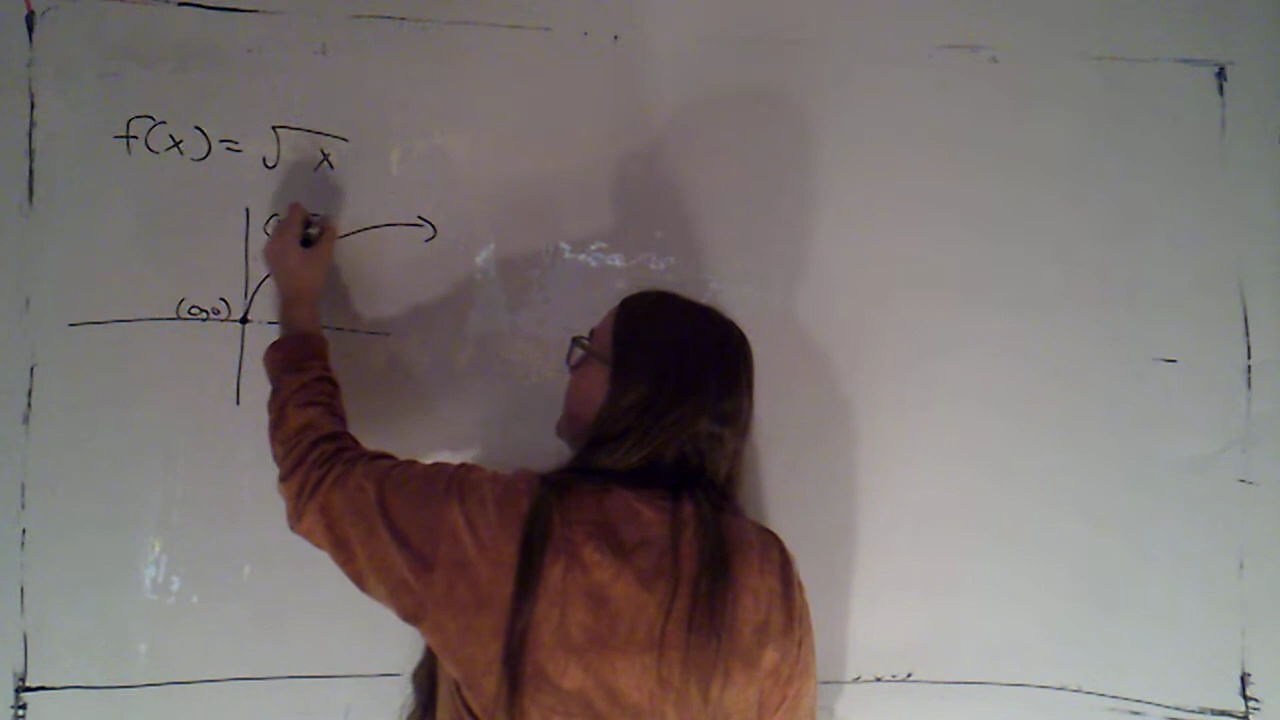 f(x) = √x
(0,0)
(